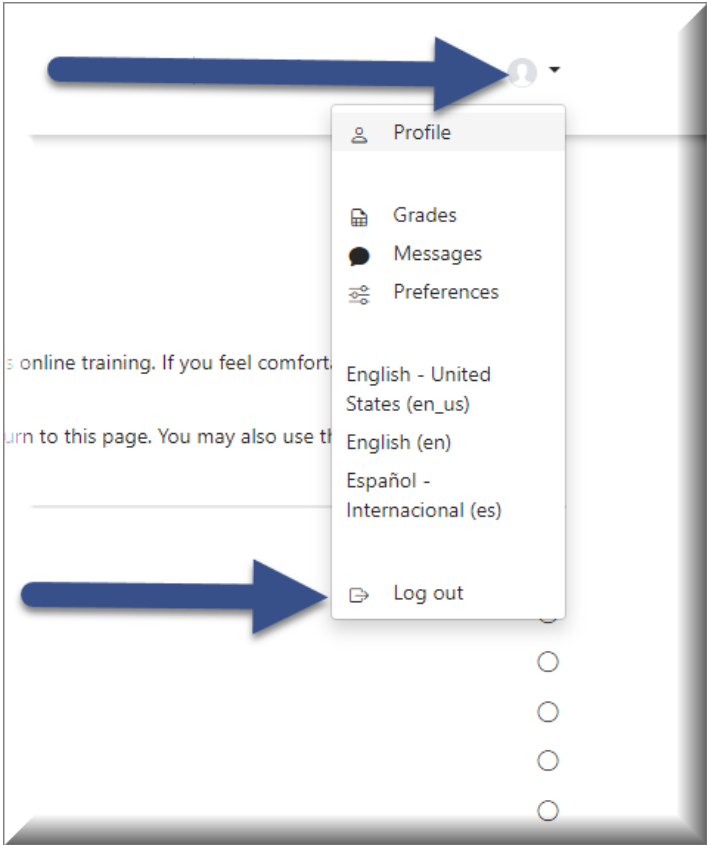 Profile
Grades
Messages
Preferences
s online training. If you feel comfort
English - United
States (en_us)
urn to this page. You may also use th
English (en)
Español -
Internacional (es)
Log out